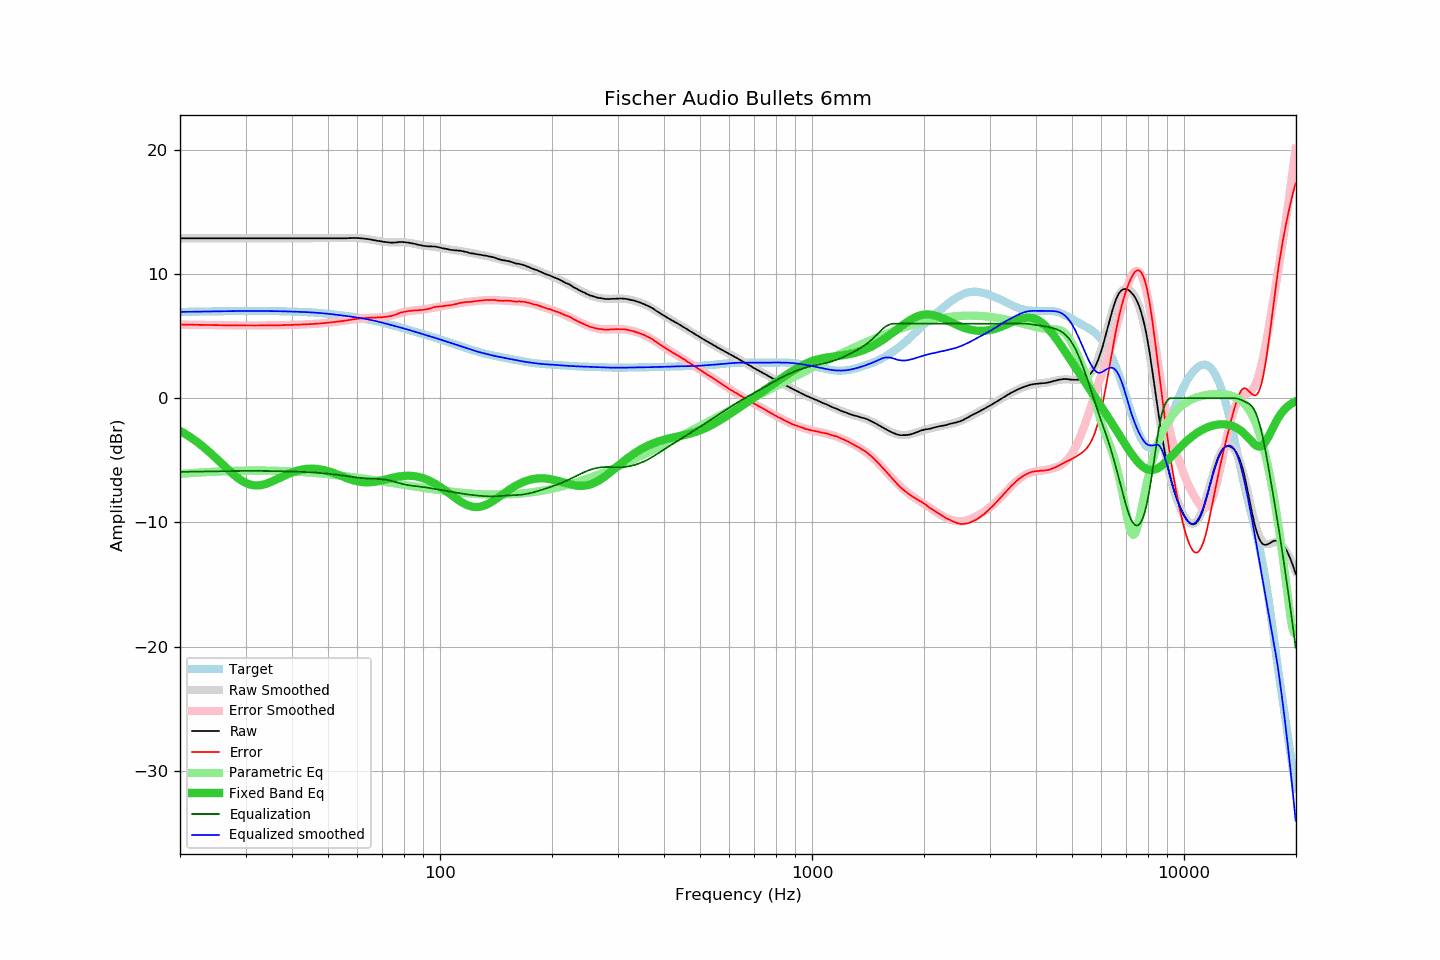 Fischer Audio Bullets 6mm
Amplitude (dBr)
20
10
0
−10
−20
−30
Target
Raw Smoothed
Error Smoothed
Raw
Error
Parametric Eq
Fixed Band Eq
Equalization
Equalized smoothed
100
1000
10000
Frequency (Hz)